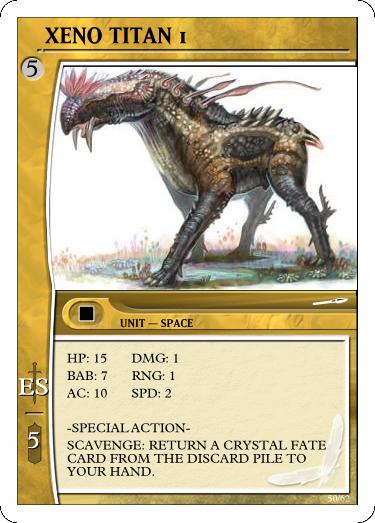 XENO TITAN I
5
UNIT — SPACE
HP: 15 DMG: 1
BAB: 7 RNG: 1
AC: 10 SPD: 2
-SPECIAL ACTION-
SCAVENGE: RETURN A CRYSTAL FATE
CARD FROM THE DISCARD PILE TO
YOUR HAND.
ES
—
5
50/62